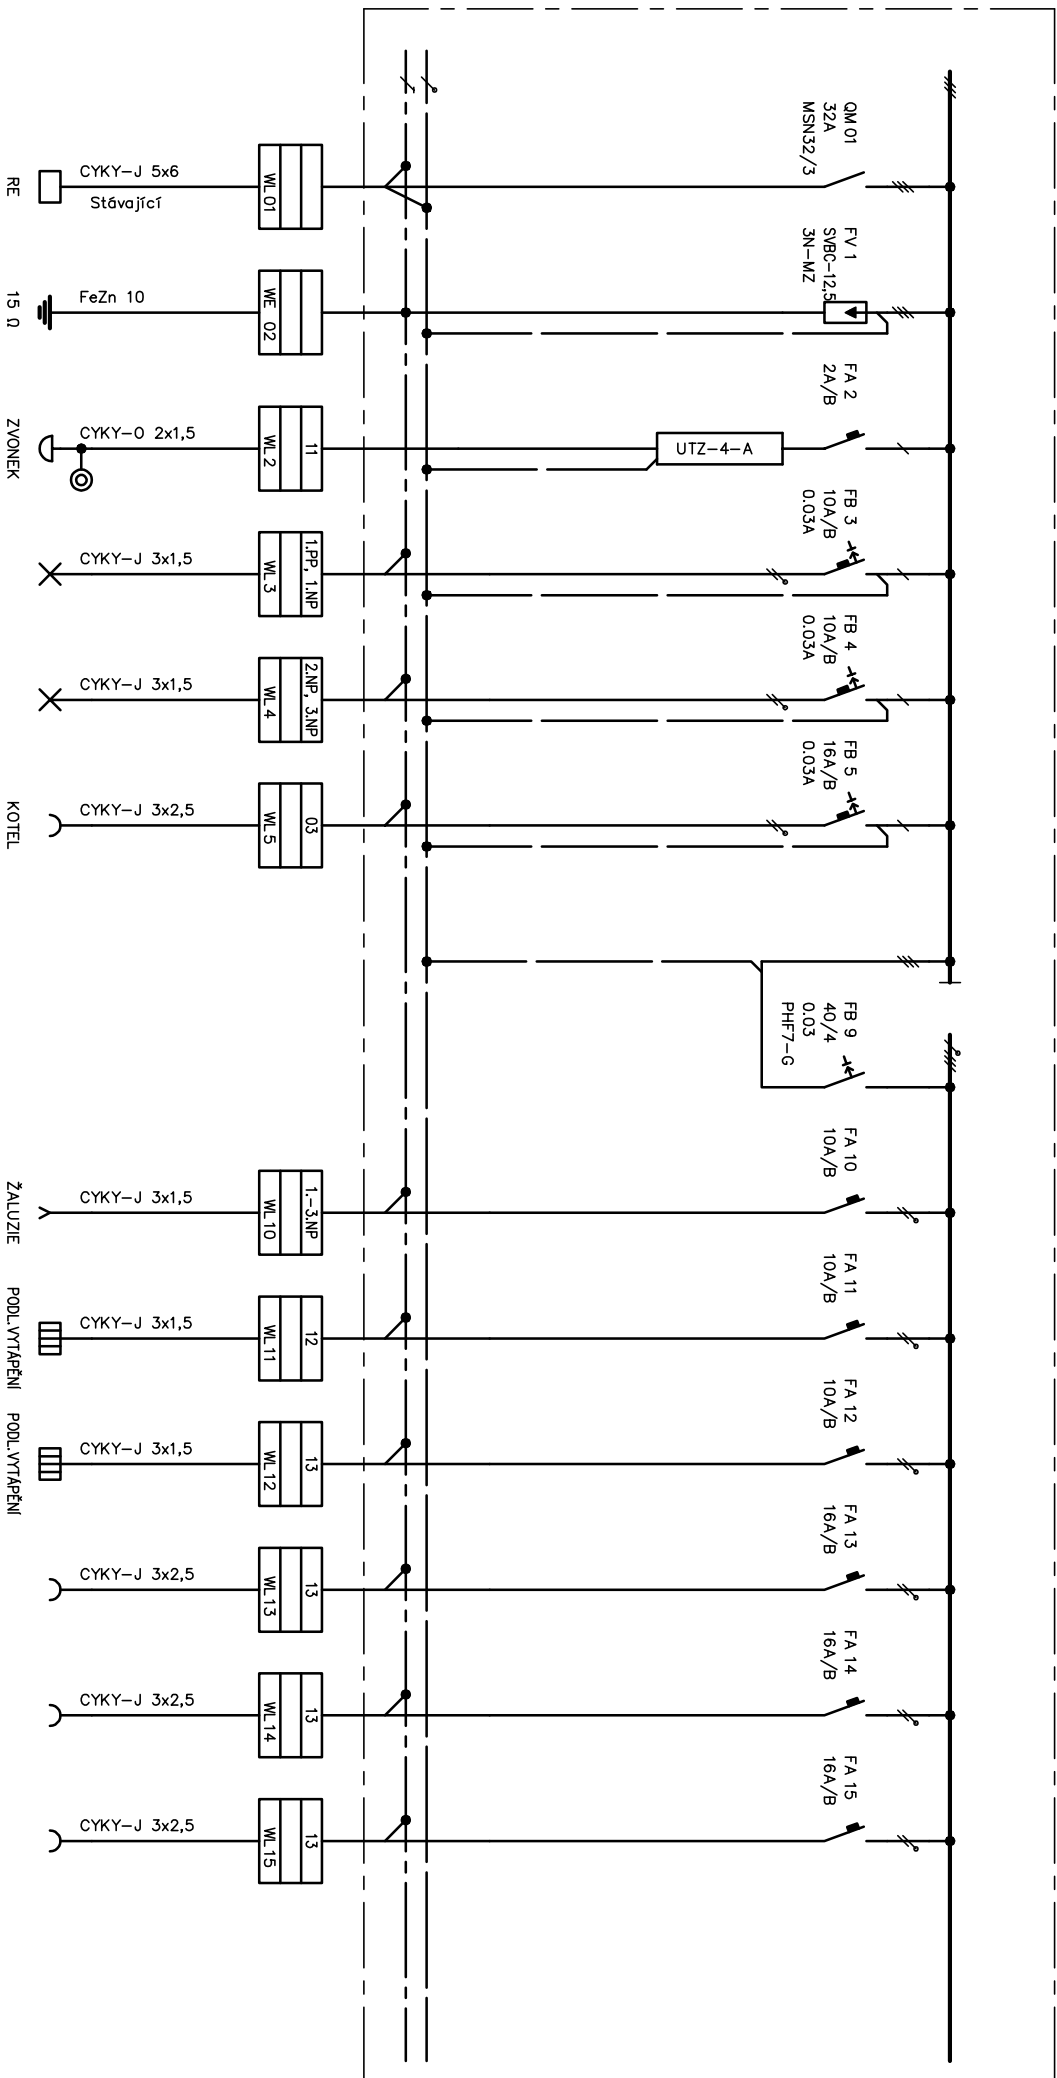 QM 01
32A
MSN32/3
FV 1
SVBC-12,5
3N-MZ
FA 2
2A/B
UTZ-4-A
FB 3
10A/B
0.03A
FB 4
10A/B
0.03A
FB 5
16A/B
0.03A
FB 9
40/4
0.03
PHF7-G
FA 10
10A/B
FA 11
10A/B
FA 12
10A/B
FA 13
16A/B
FA 14
16A/B
FA 15
16A/B
WL 01
WE 02
11
WL 2
1.PP, 1.NP
WL 3
2.NP, 3.NP
WL 4
03
WL 5
1.-3.NP
WL 10
12
WL 11
13
WL 12
13
WL 13
13
WL 14
13
WL 15
CYKY-J 5x6
Stávající
FeZn 10
CYKY-O 2x1,5
CYKY-J 3x1,5
CYKY-J 3x1,5
CYKY-J 3x2,5
CYKY-J 3x1,5
CYKY-J 3x1,5
CYKY-J 3x1,5
CYKY-J 3x2,5
CYKY-J 3x2,5
CYKY-J 3x2,5
RE
15 Ω
ZVONEK
KOTEL
ŽALUZIE
PODL.VYTÁPĚNÍ
PODL.VYTÁPĚNÍ